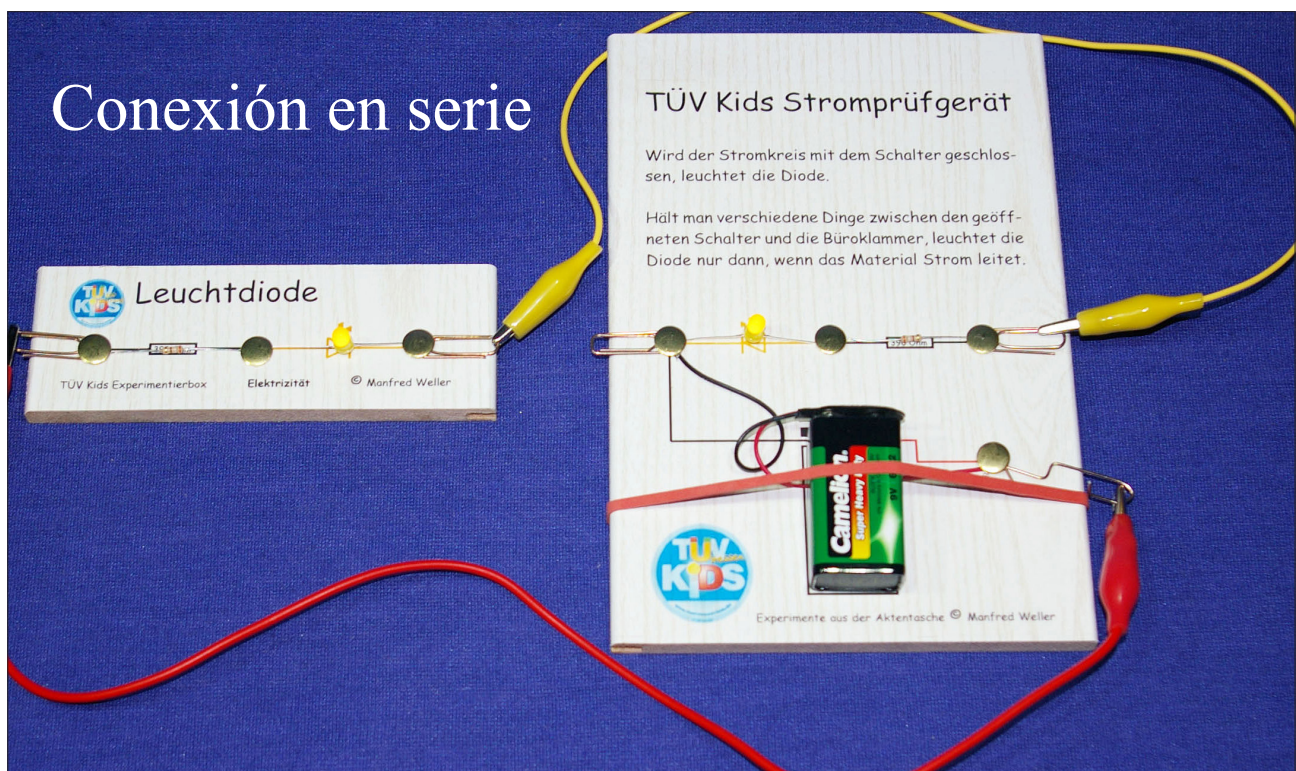 Conexión en serie
TÜV Kids Stromprüfgerät
Wird der Stromkreis mit dem Schalter geschlos-
sen, leuchtet die Diode.
Hält man verschiedene Dinge zwischen den geöff-
neten Schalter und die Büroklammer, leuchtet die
Diode nur dann, wenn das Material Strom leitet.
TÜV
KiDS
Leuchtdiode
TÜV Kids Experimentierbox Elektrizität © Manfred Weller
390 Ohm
Camelion.
Super Heavy Duty
TÜV
KiDS
Experimente aus der Aktentasche © Manfred Weller